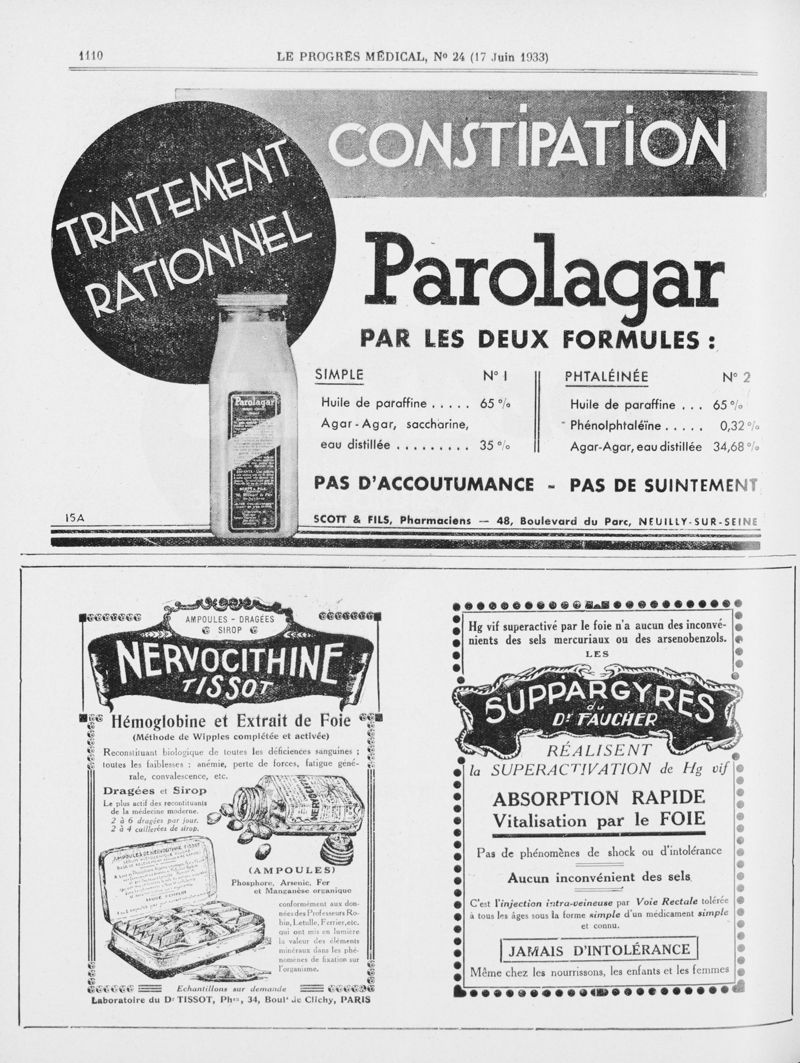 1110
LE PROGRÈS MÉDICAL, Nº 24 (17 Juin 1933)
CONSTIPATION
TRAITEMENT
RATIONNEL
Parolagar
PAR LES DEUX FORMULES :
SIMPLE Nº 1
Huile de paraffine . . . . . 65 %
Agar-Agar, saccharine,
eau distillée . . . . . . . . . 35 %
PHTALÉINÉE Nº 2
Huile de paraffine . . . 65 %
Phénolphtaléïne . . . . . 0,32 %
Agar-Agar, eau distillée 34,68 %
Parolagar
PAS D'ACCOUTUMANCE - PAS DE SUINTEMENT
15A
SCOTT & FILS, Pharmaciens — 48, Boulevard du Parc, NEUILLY-SUR-SEINE
AMPOULES - DRAGÉES
SIROP
NERVOCITHINE
TISSOT
Hémoglobine et Extrait de Foie
(Méthode de Wipples complétée et activée)
Reconstituant biologique de toutes les déficiences sanguines ;
toutes les faiblesses : anémie, perte de forces, fatigue géné-
rale, convalescence, etc.
Dragées et Sirop
Le plus actif des recontituants
de la médecine moderne.
2 à 6 dragées par jour.
2 à 4 cuillerées de sirop.
AMPOULES DE NERVOCITHINE TISSOT
(AMPOULES)
Phosphore, Arsenic, Fer
et Manganèse organique
conformément aux don-
nées des Professeurs Ro-
bin, Letulle, Ferrier, etc.
qui ont mis en lumière
la valeur des éléments
minéraux dans les phé-
nomènes de fixation sur
l'organisme.
Echantillons sur demande
Laboratoire du Dr TISSOT, Phen, 34, Boulᵈ de Clichy, PARIS
Hg vif superactivé par le foie n'a aucun des inconvé-
nients des sels mercuriaux ou des arsenobenzols.
LES
SUPPARGYRES
du
Dr FAUCHER
RÉALISENT
la SUPERACTIVATION de Hg vif
ABSORPTION RAPIDE
Vitalisation par le FOIE
Pas de phénomènes de shock ou d'intolérance
Aucun inconvénient des sels
C'est l'injection intra-veineuse par Voie Rectale tolérée
à tous les âges sous la forme simple d'un médicament simple
et connu.
JAMAIS D'INTOLÉRANCE
Même chez les nourrissons, les enfants et les femmes